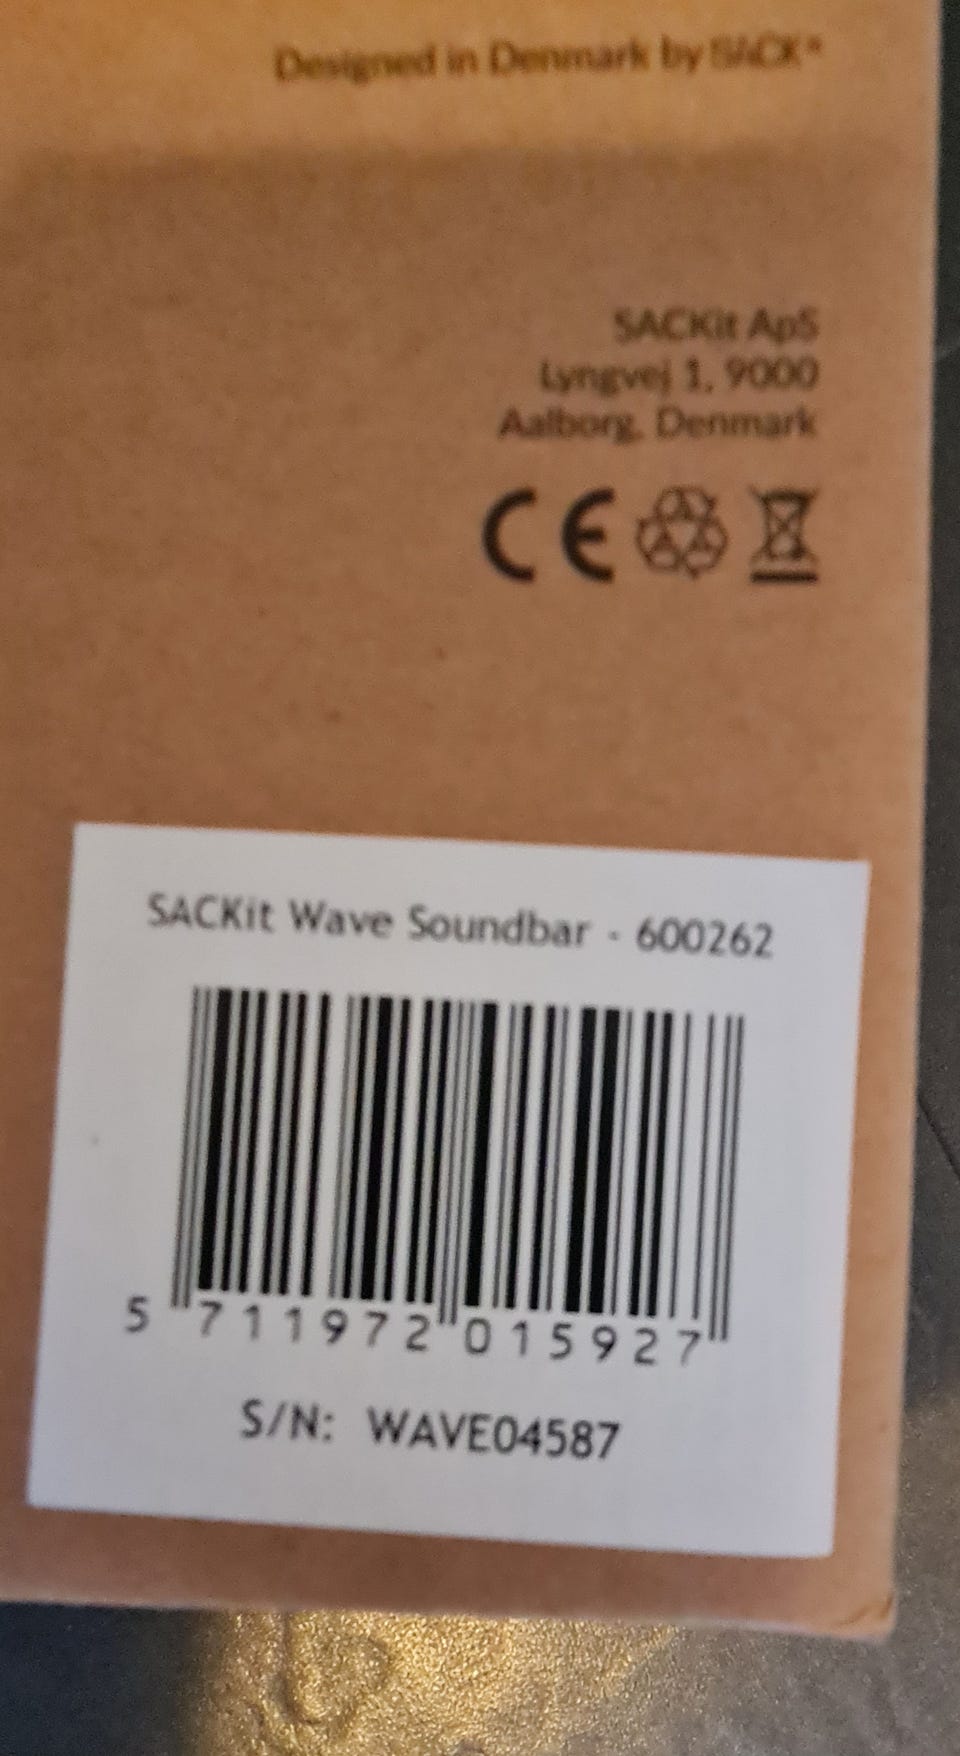 Designed in Denmark by SACK®
SACKit ApS
Lyngvej 1, 9000
Aalborg, Denmark
CE
SACKit Wave Soundbar - 600262
5 711972 015927
S/N: WAVE04587